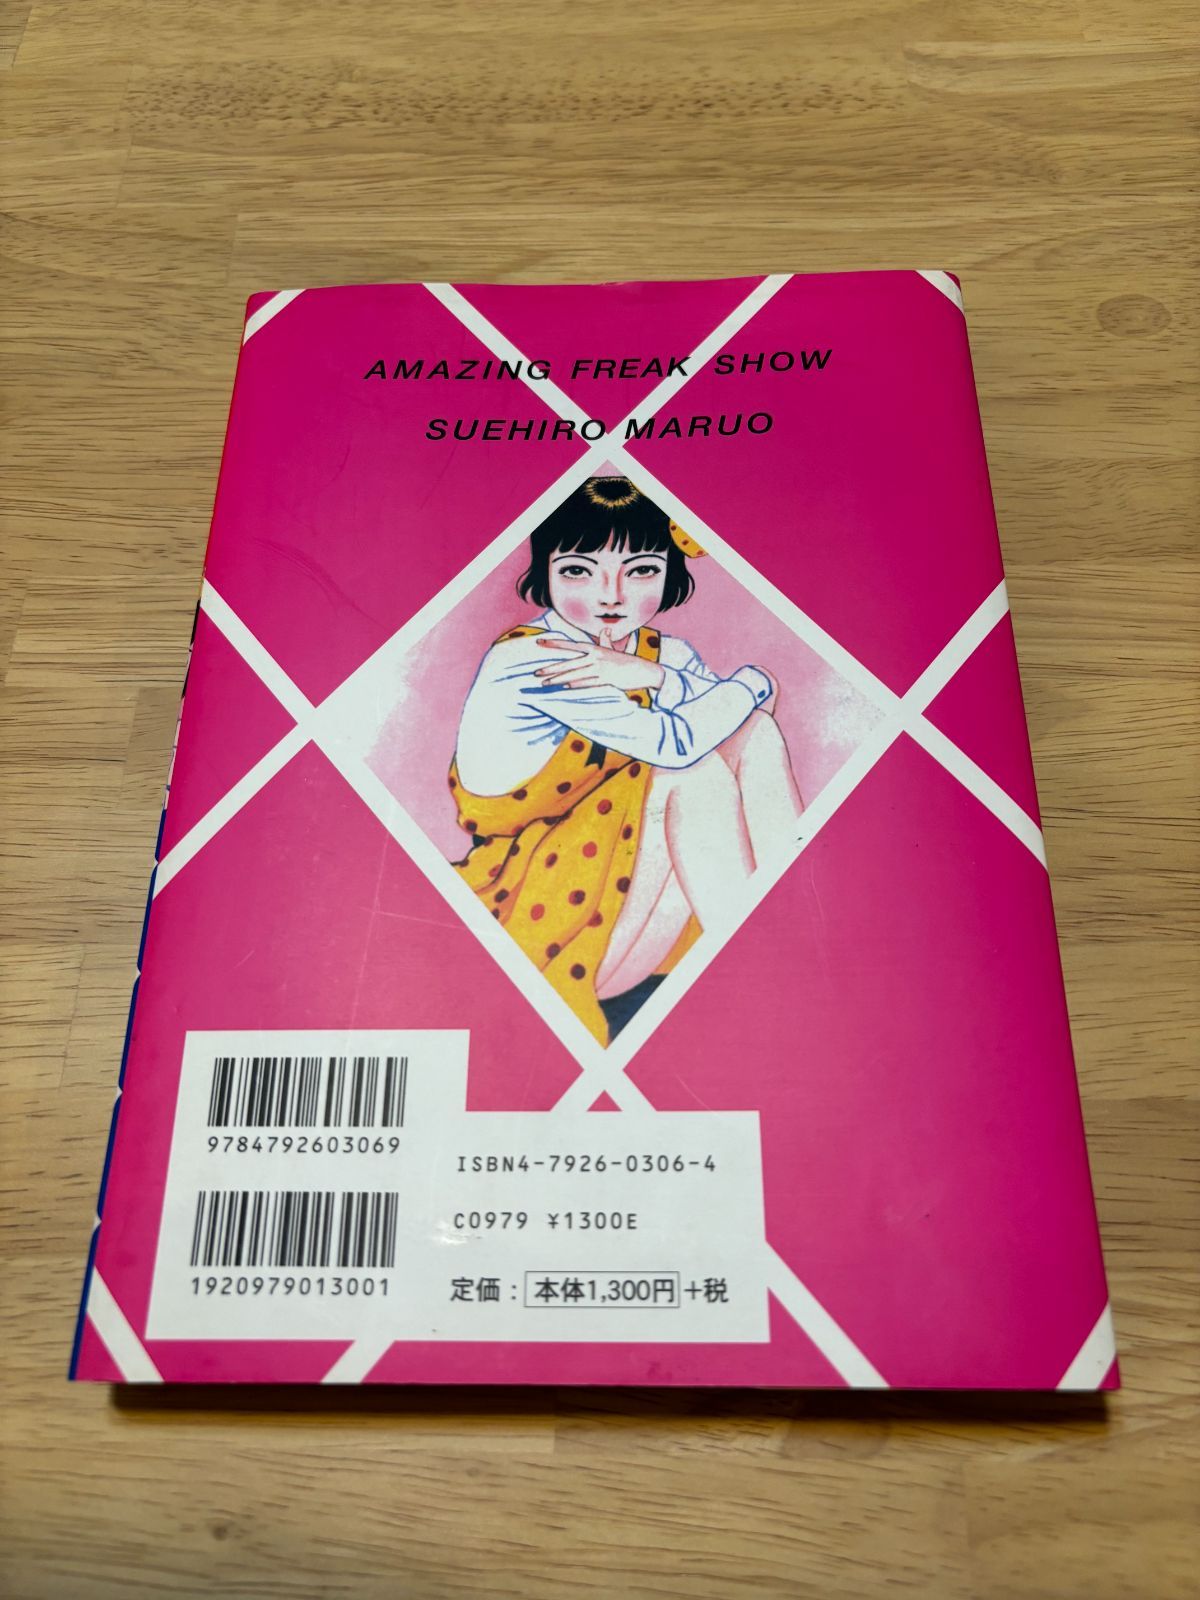 AMAZING FREAK SHOW
SUEHIRO MARUO
9784792603069
ISBN4-7926-0306-4
C0979 ¥1300E
1920979013001
定価：本体1,300円+税